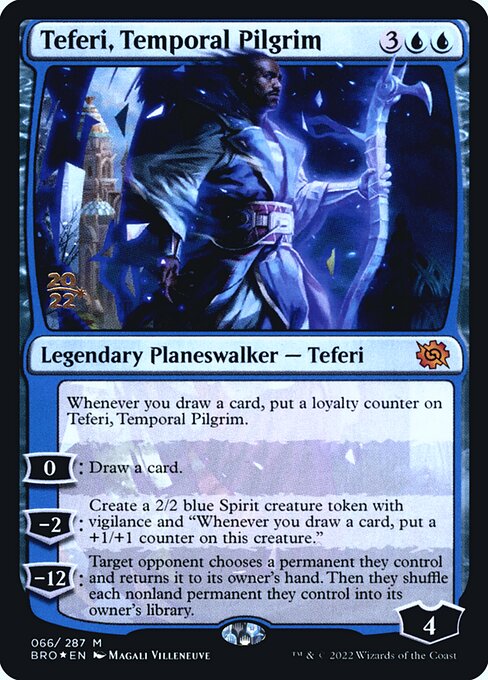 Teferi, Temporal Pilgrim 3
20
22
Legendary Planeswalker — Teferi
Whenever you draw a card, put a loyalty counter on
Teferi, Temporal Pilgrim.
0 : Draw a card.
Create a 2/2 blue Spirit creature token with
−2 : vigilance and “Whenever you draw a card, put a
+1/+1 counter on this creature.”
Target opponent chooses a permanent they control
−12 : and returns it to its owner's hand. Then they shuffle
each nonland permanent they control into its
owner's library.
4
066/287 M
BRO★EN Magali Villeneuve
™ & © 2022 Wizards of the Coast